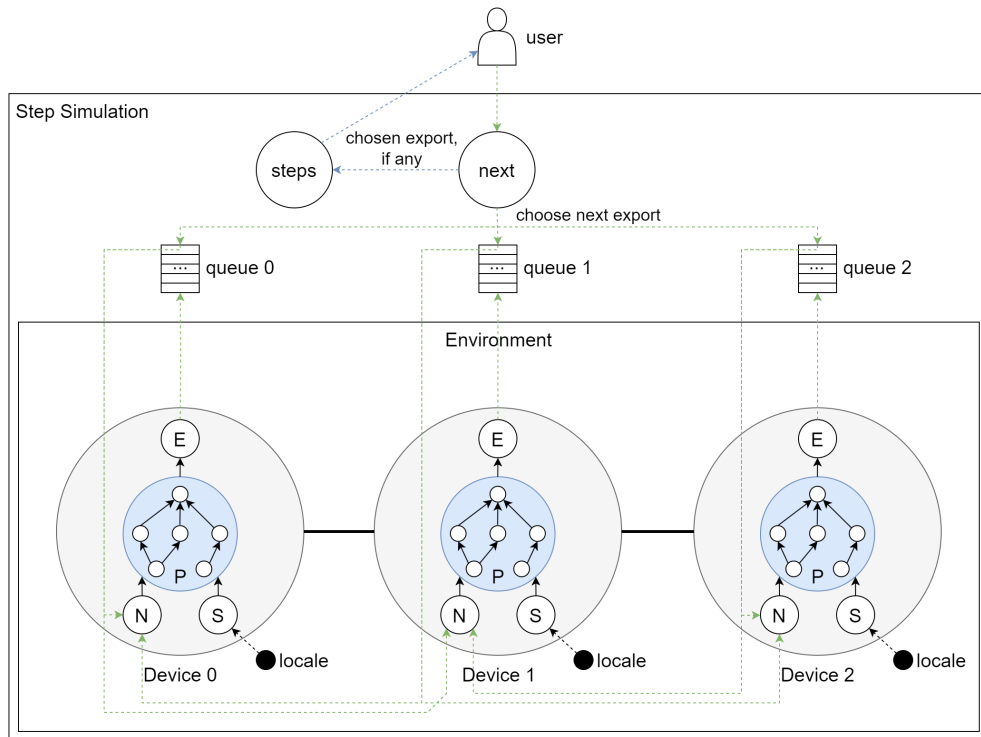 user
Step Simulation
chosen export,
if any
steps
next
choose next export
...
queue 0
...
queue 1
...
queue 2
Environment
E
E
E
P
P
P
N
S
N
S
N
S
locale
locale
locale
Device 0
Device 1
Device 2